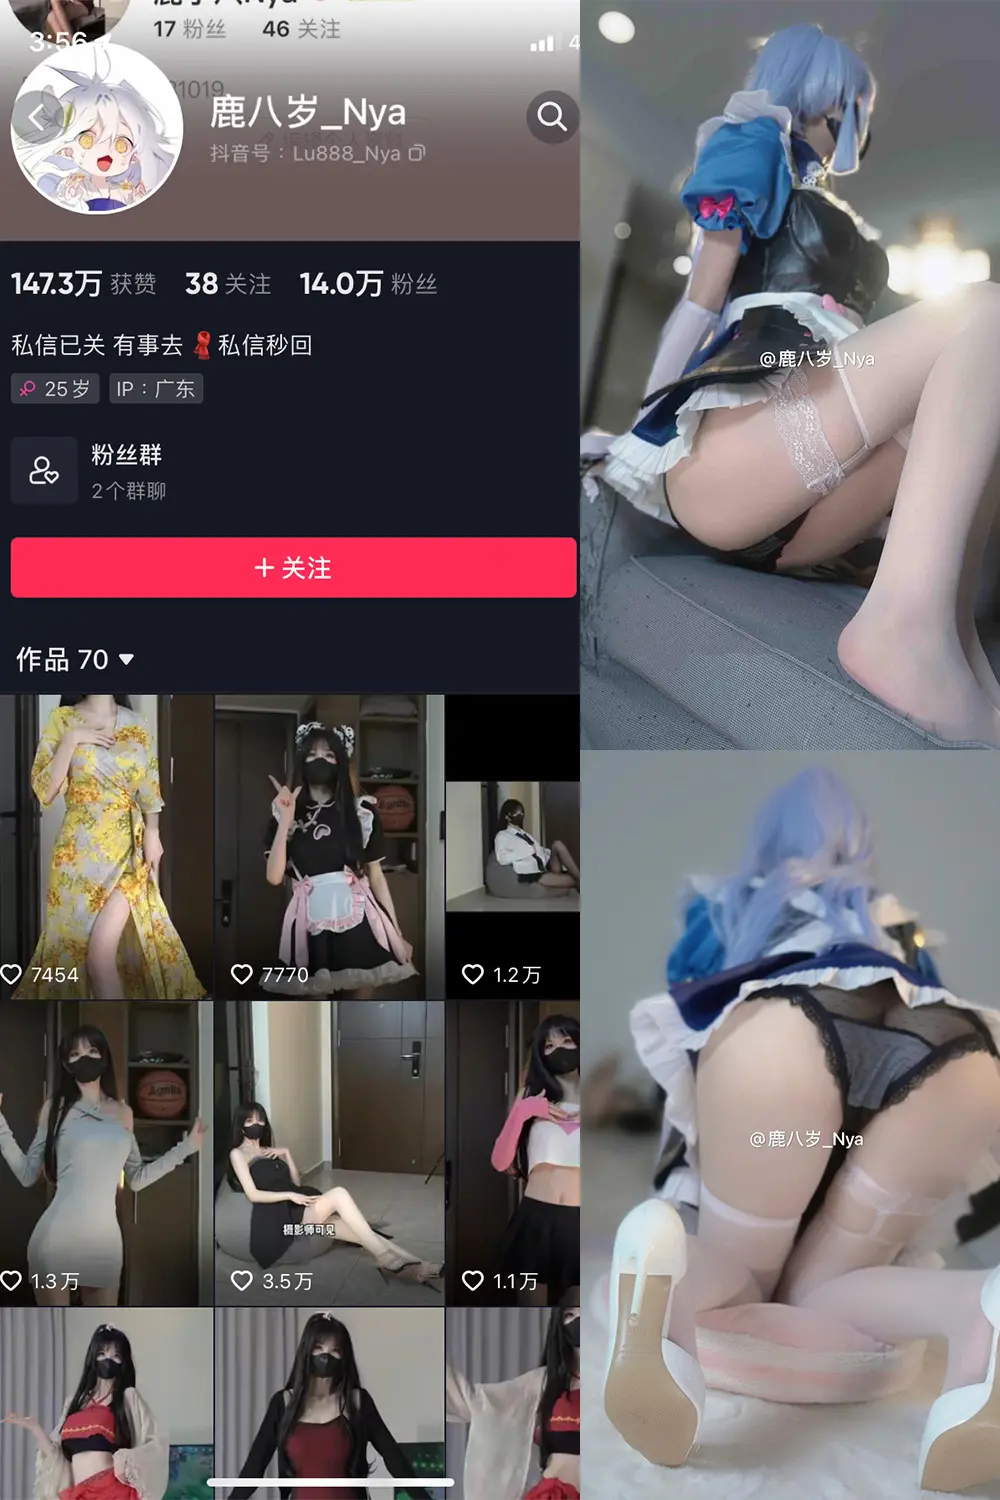 17 粉丝 46 关注
3:56
鹿八岁_Nya
抖音号：Lu888_Nya
147.3万 获赞 38 关注 14.0万 粉丝
私信已关 有事去 私信秒回
25岁 IP：广东
粉丝群
2个群聊
+ 关注
作品 70
7454
7770
1.2万
1.3万
摄影师可见
3.5万
1.1万
@鹿八岁_Nya
@鹿八岁_Nya